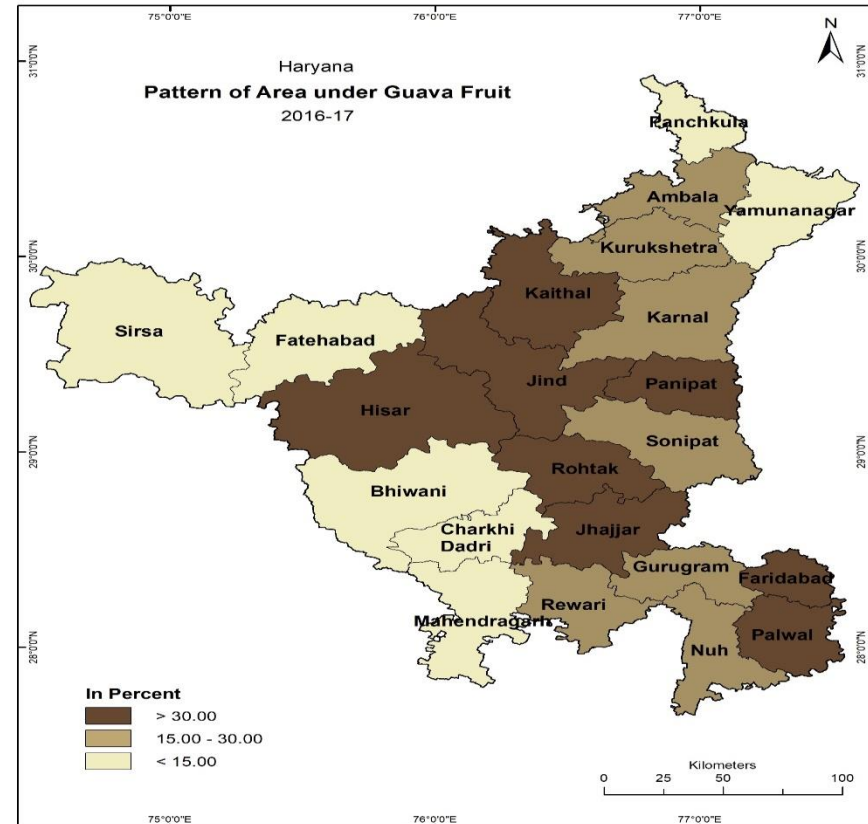 75°0'0"E 76°0'0"E 77°0'0"E
N
31°0'0"N 31°0'0"N
Haryana
Pattern of Area under Guava Fruit
2016-17
Panchkula
Ambala
Yamunanagar
Kurukshetra
30°0'0"N 30°0'0"N
Kaithal
Karnal
Sirsa
Fatehabad
Jind
Panipat
Hisar
Sonipat
29°0'0"N 29°0'0"N
Rohtak
Bhiwani
Charkhi
Dadri
Jhajjar
Gurugram
Faridabad
Rewari
Mahendragarh
Palwal
Nuh
28°0'0"N 28°0'0"N
In Percent
> 30.00
15.00 - 30.00
< 15.00
Kilometers
0 25 50 100
75°0'0"E 76°0'0"E 77°0'0"E